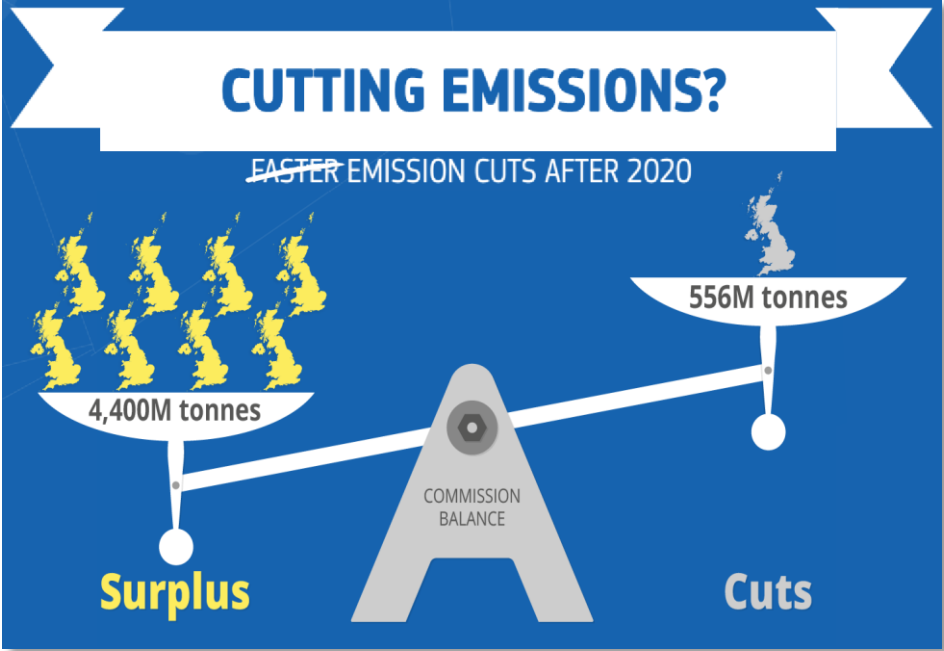 CUTTING EMISSIONS?
FASTER EMISSION CUTS AFTER 2020
556M tonnes
4,400M tonnes
COMMISSION
BALANCE
Surplus
Cuts